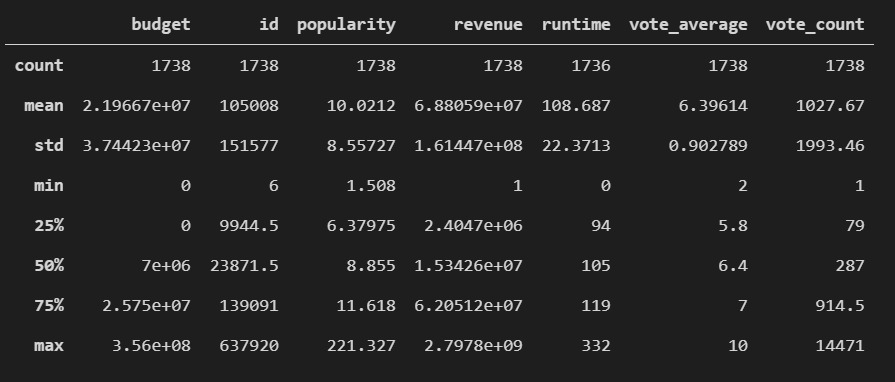 budget id popularity revenue runtime vote_average vote_count
count 1738 1738 1738 1738 1736 1738 1738
mean 2.19667e+07 105008 10.0212 6.88059e+07 108.687 6.39614 1027.67
std 3.74423e+07 151577 8.55727 1.61447e+08 22.3713 0.902789 1993.46
min 0 6 1.508 1 0 2 1
25% 0 9944.5 6.37975 2.4047e+06 94 5.8 79
50% 7e+06 23871.5 8.855 1.53426e+07 105 6.4 287
75% 2.575e+07 139091 11.618 6.20512e+07 119 7 914.5
max 3.56e+08 637920 221.327 2.7978e+09 332 10 14471